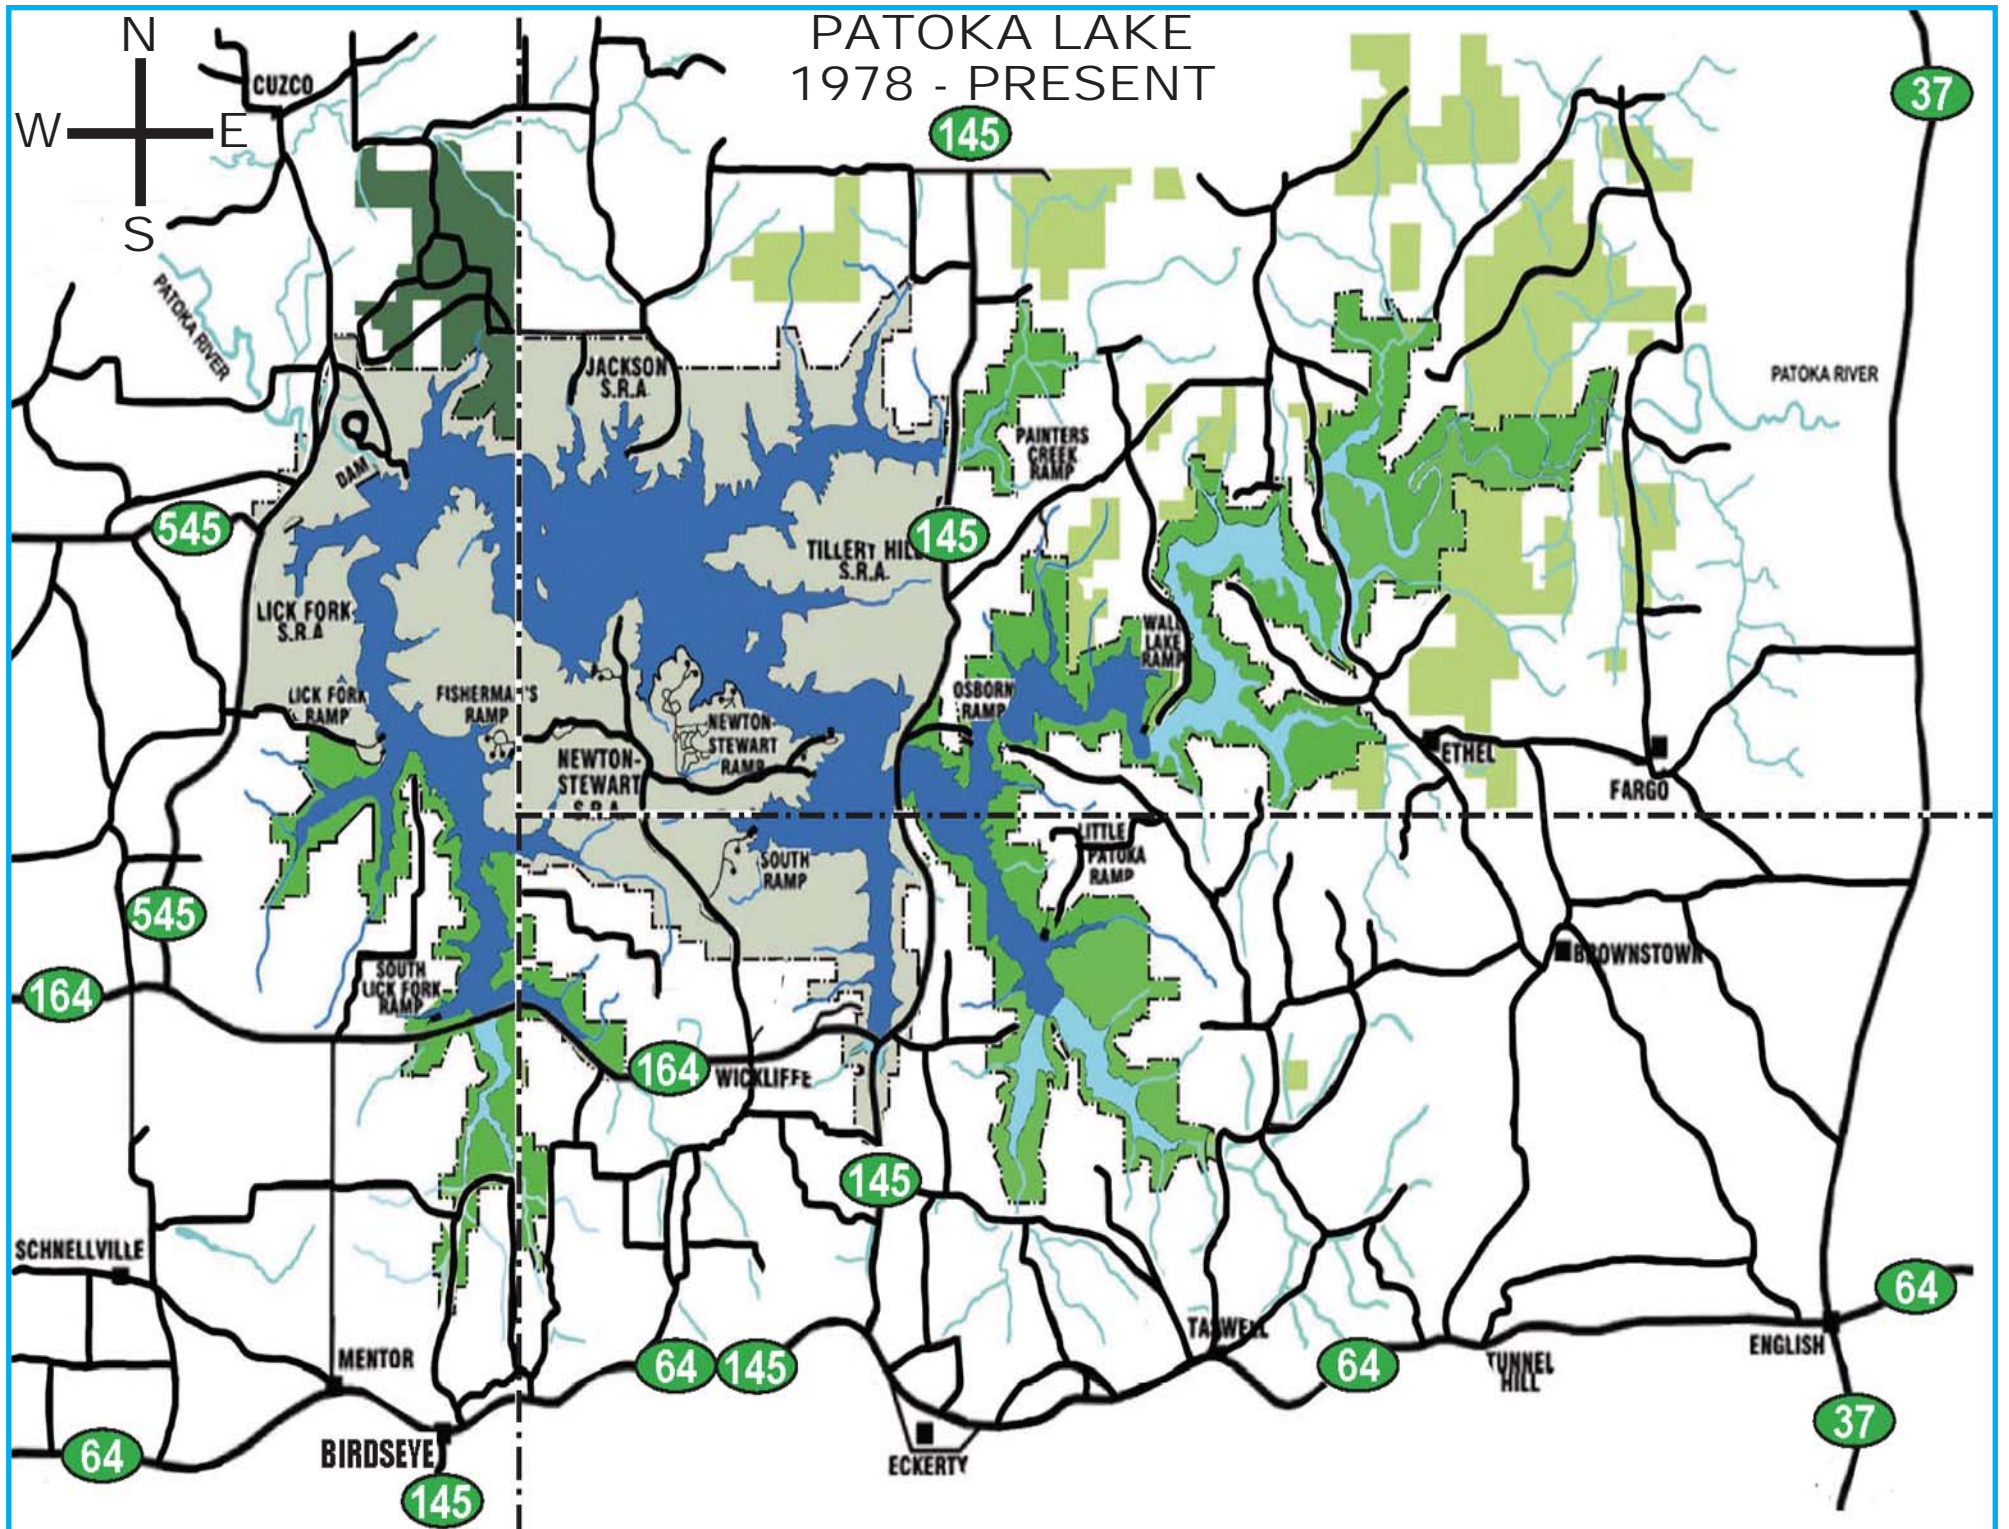 PATOKA LAKE
1978 - PRESENT
N
W
E
S
CUZCO
37
145
PATOKA RIVER
JACKSON
S.R.A
PATOKA RIVER
PAINTERS
CREEK
RAMP
DAM
545
145
TILLERY HILL
S.R.A.
LICK FORK
S.R.A
WALL
LAKE
RAMP
LICK FORK
RAMP
FISHERMAN'S
RAMP
OSBORN
RAMP
NEWTON-
STEWART
RAMP
NEWTON-
STEWART
S.R.A.
ETHEL
FARGO
LITTLE
PATOKA
RAMP
SOUTH
RAMP
545
BROWNSTOWN
164
SOUTH
LICK FORK
RAMP
164
WICKLIFFE
145
SCHNELLVILLE
64
TASWELL
ENGLISH
MENTOR
64
145
64
TUNNEL
HILL
37
64
BIRDSEYE
ECKERTY
145